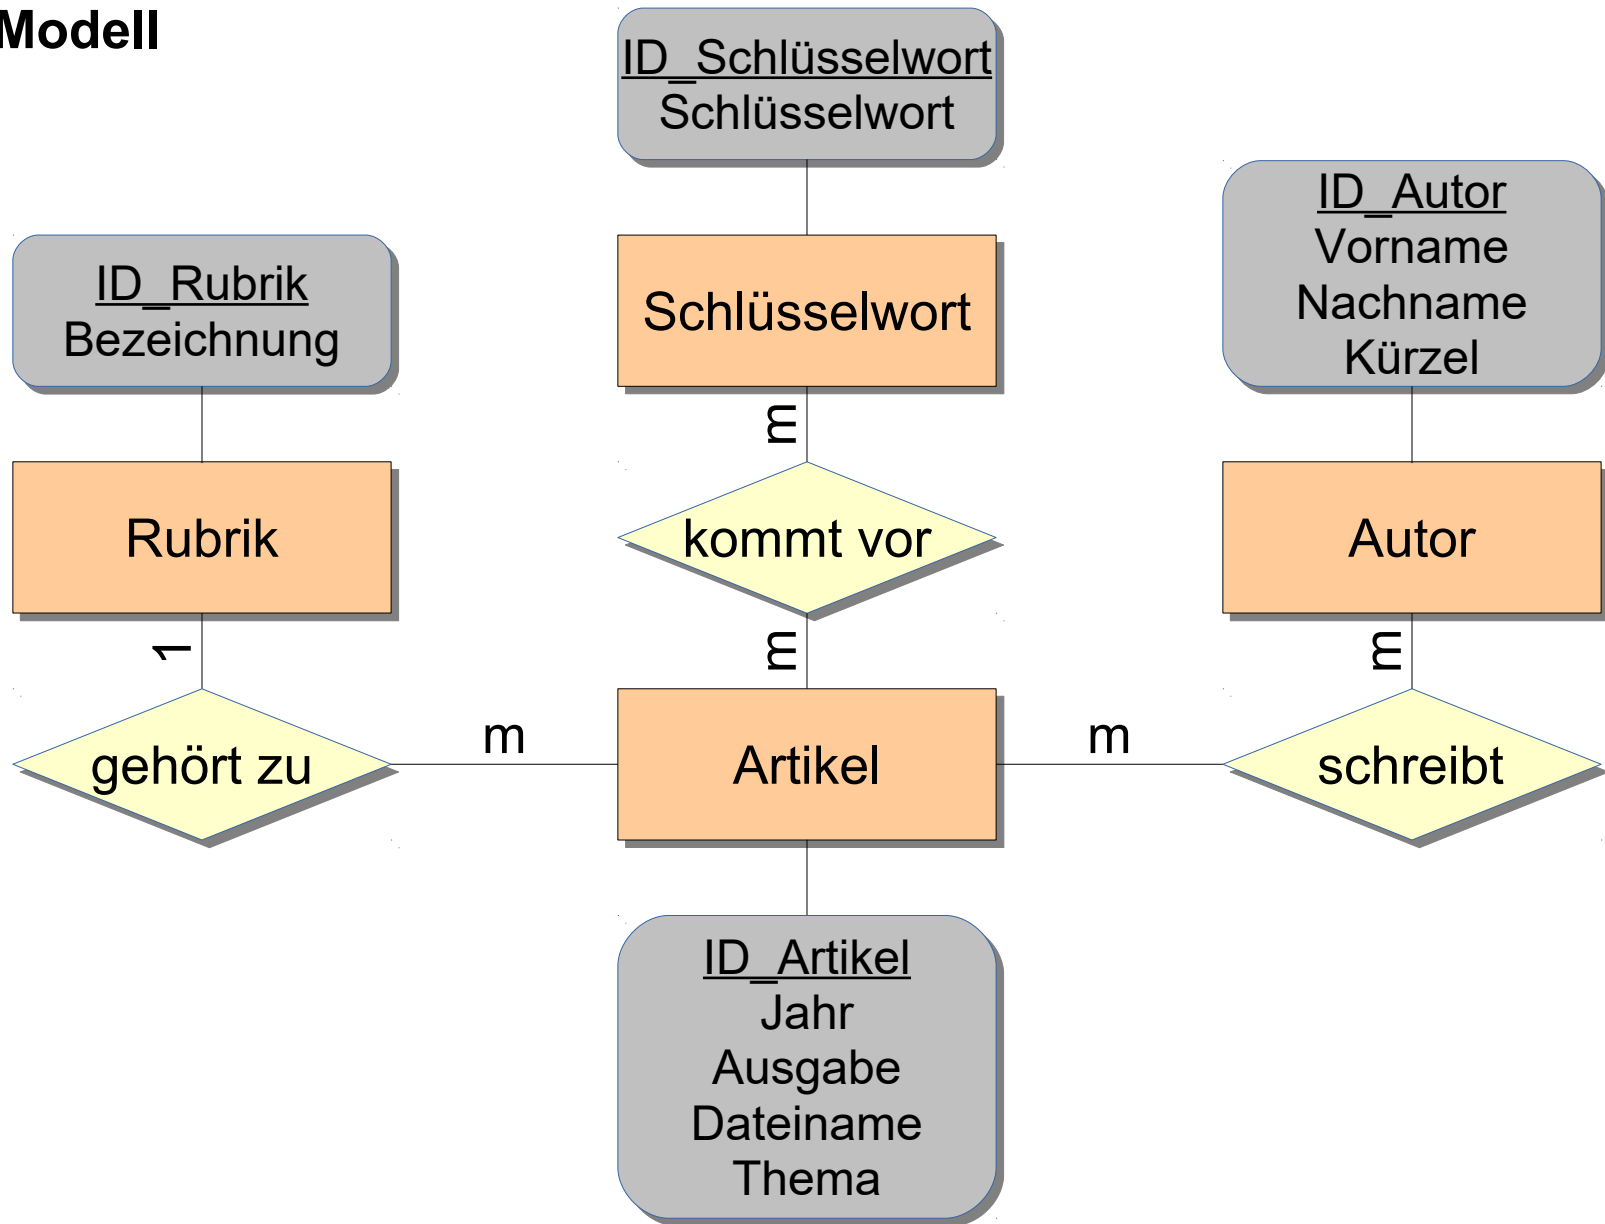 Modell
ID_Schlüsselwort
Schlüsselwort
ID_Autor
Vorname
Nachname
Kürzel
ID_Rubrik
Bezeichnung
Schlüsselwort
m
Rubrik
kommt vor
Autor
1
m
m
gehört zu
m
Artikel
m
schreibt
ID_Artikel
Jahr
Ausgabe
Dateiname
Thema